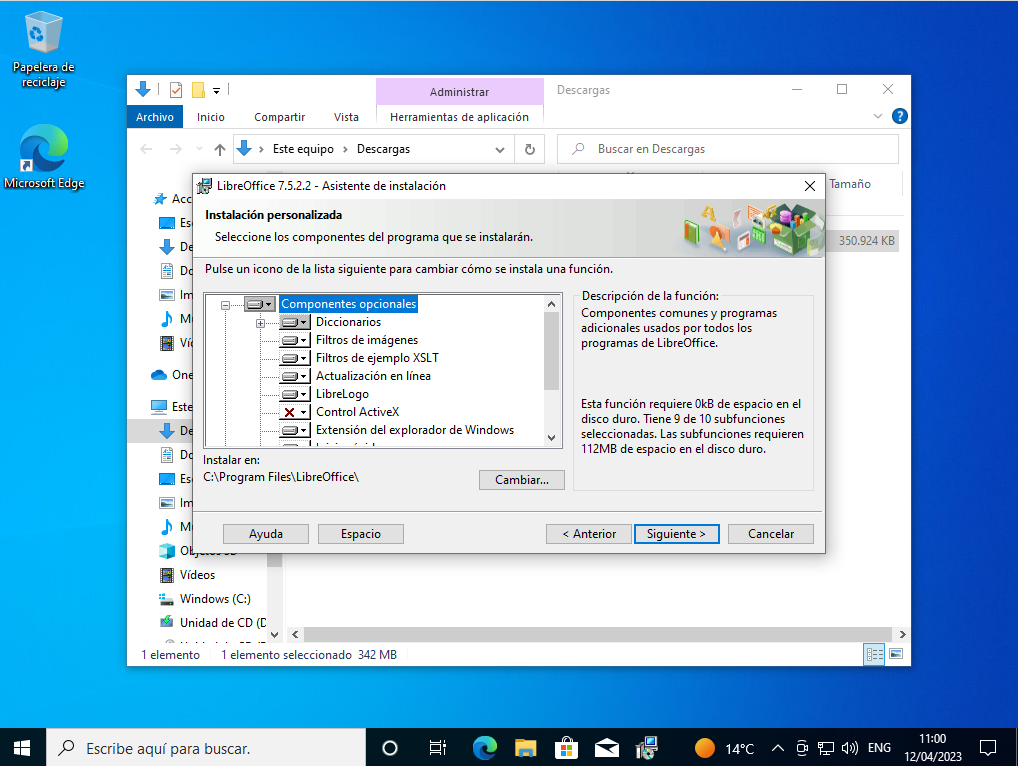 Papelera de
reciclaje
Microsoft Edge
Administrar
Descargas
Archivo
Inicio
Compartir
Vista
Herramientas de aplicación
?
Este equipo > Descargas
Buscar en Descargas
Tamaño
350.924 KB
Acc
Es
De
Do
Im
Mú
Víc
One
Este
De
Do
Es
Im
Mú
Vídeos
Windows (C:)
Unidad de CD (D
LibreOffice 7.5.2.2 - Asistente de instalación
Instalación personalizada
Seleccione los componentes del programa que se instalarán.
Pulse un icono de la lista siguiente para cambiar cómo se instala una función.
Componentes opcionales
Diccionarios
Filtros de imágenes
Filtros de ejemplo XSLT
Actualización en línea
LibreLogo
Control ActiveX
Extensión del explorador de Windows
Descripción de la función:
Componentes comunes y programas
adicionales usados por todos los
programas de LibreOffice.
Esta función requiere 0kB de espacio en el
disco duro. Tiene 9 de 10 subfunciones
seleccionadas. Las subfunciones requieren
112MB de espacio en el disco duro.
Instalar en:
C:\Program Files\LibreOffice\
Cambiar...
Ayuda
Espacio
< Anterior
Siguiente >
Cancelar
1 elemento
1 elemento seleccionado 342 MB
Escribe aquí para buscar.
14°C
ENG
11:00
12/04/2023